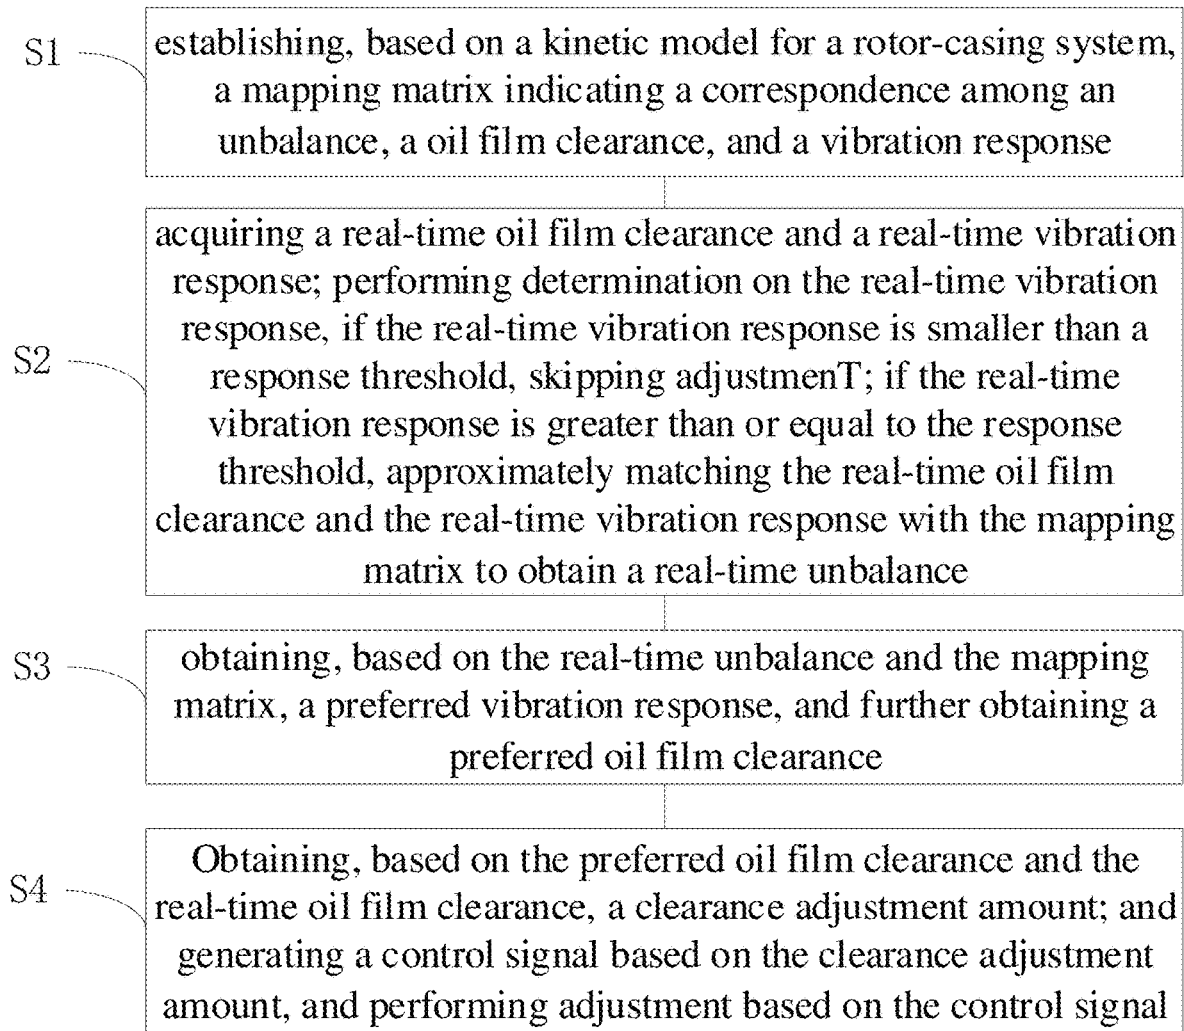 S1
establishing, based on a kinetic model for a rotor-casing system,
a mapping matrix indicating a correspondence among an
unbalance, a oil film clearance, and a vibration response
S2
acquiring a real-time oil film clearance and a real-time vibration
response; performing determination on the real-time vibration
response, if the real-time vibration response is smaller than a
response threshold, skipping adjustmenT; if the real-time
vibration response is greater than or equal to the response
threshold, approximately matching the real-time oil film
clearance and the real-time vibration response with the mapping
matrix to obtain a real-time unbalance
S3
obtaining, based on the real-time unbalance and the mapping
matrix, a preferred vibration response, and further obtaining a
preferred oil film clearance
S4
Obtaining, based on the preferred oil film clearance and the
real-time oil film clearance, a clearance adjustment amount; and
generating a control signal based on the clearance adjustment
amount, and performing adjustment based on the control signal